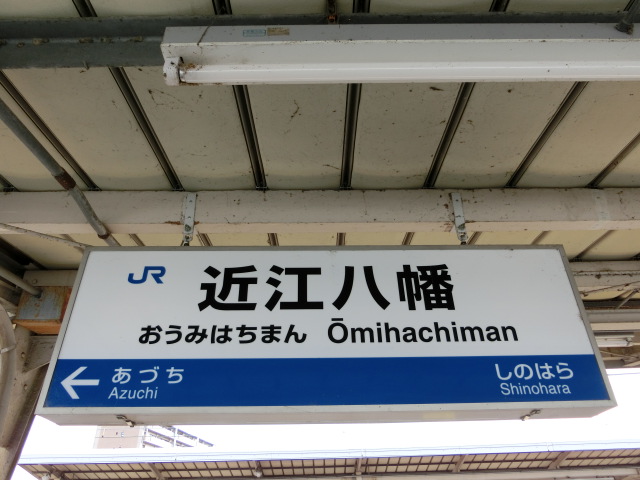 JR 近江八幡
おうみはちまん Ōmihachiman
← あづち しのはら
Azuchi Shinohara